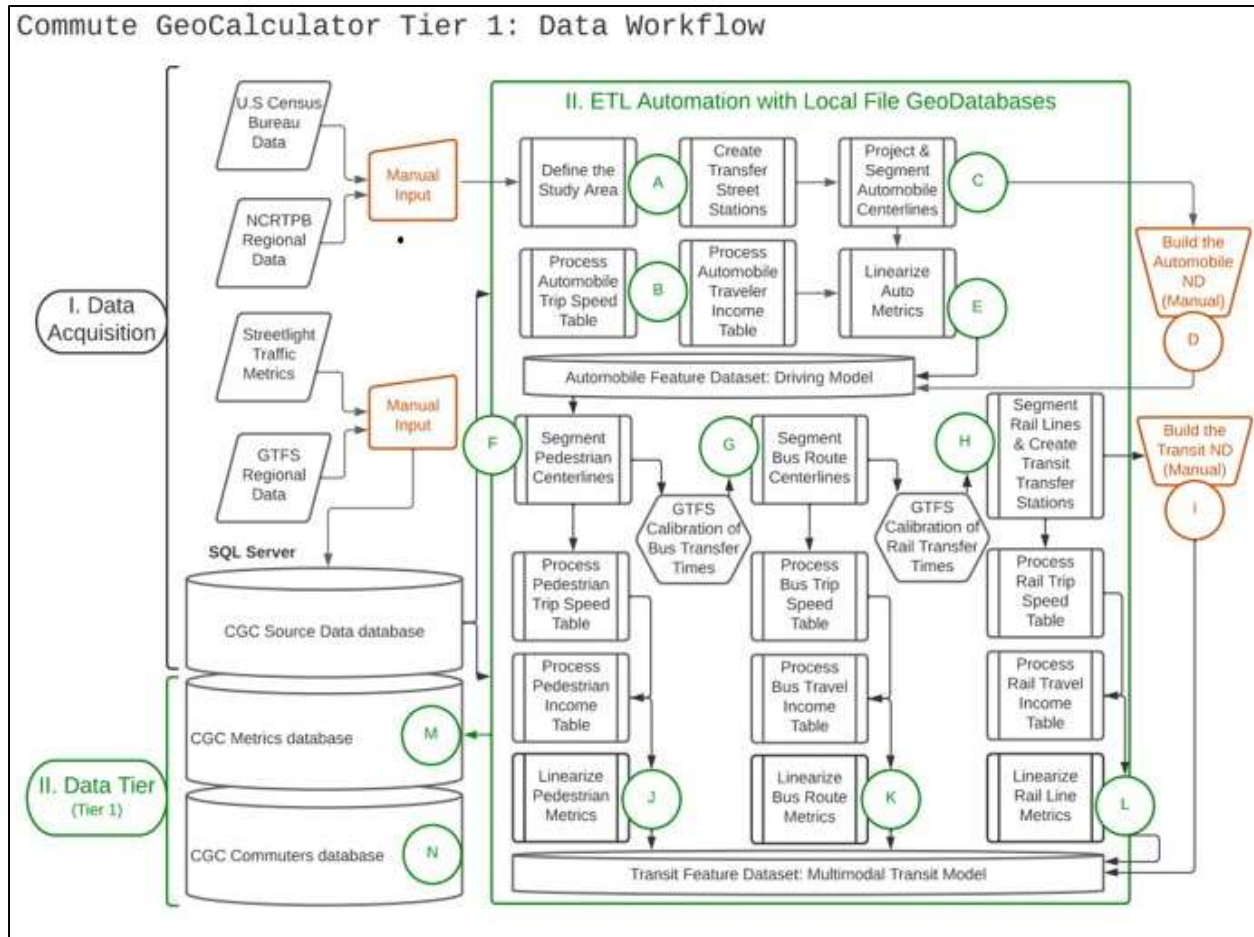 Commute GeoCalculator Tier 1: Data Workflow
I. Data
Acquisition
II. Data Tier
(Tier 1)
U.S Census
Bureau
Data
NCRTPB
Regional
Data
Manual
Input
Streetlight
Traffic
Metrics
GTFS
Regional
Data
Manual
Input
SQL Server
CGC Source Data database
CGC Metrics database
M
CGC Commuters database
N
II. ETL Automation with Local File GeoDatabases
Define the
Study Area
A
Create
Transfer
Street
Stations
Project &
Segment
Automobile
Centerlines
C
Process
Automobile
Trip Speed
Table
B
Process
Automobile
Traveler
Income
Table
Linearize
Auto
Metrics
E
Build the
Automobile
ND
(Manual)
D
Automobile Feature Dataset: Driving Model
F
Segment
Pedestrian
Centerlines
GTFS
Calibration of
Bus Transfer
Times
G
Segment
Bus Route
Centerlines
GTFS
Calibration of
Rail Transfer
Times
H
Segment
Rail Lines
& Create
Transit
Transfer
Stations
Build the
Transit ND
(Manual)
I
Process
Pedestrian
Trip Speed
Table
Process
Bus Trip
Speed
Table
Process
Rail Trip
Speed
Table
Process
Pedestrian
Income
Table
Process
Bus Travel
Income
Table
Process
Rail Travel
Income
Table
Linearize
Pedestrian
Metrics
J
Linearize
Bus Route
Metrics
K
Linearize
Rail Line
Metrics
L
Transit Feature Dataset: Multimodal Transit Model